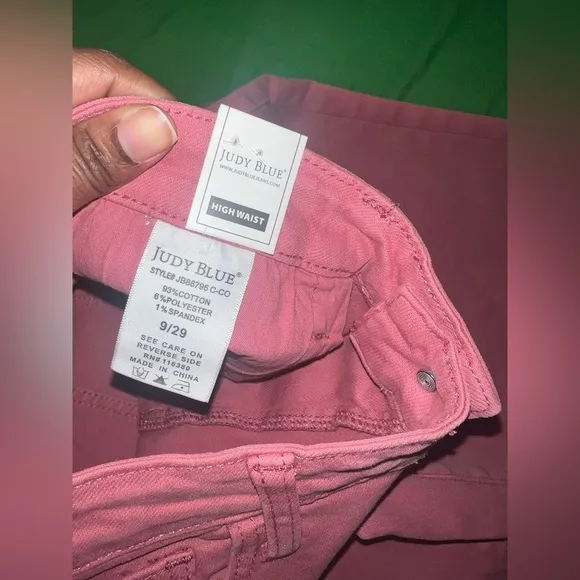 JUDY BLUE®
WWW.JUDYBLUEJEANS.COM
HIGH WAIST
JUDY BLUE®
STYLE# JB88795 C-CO
93%COTTON
6%POLYESTER
1%SPANDEX
9/29
SEE CARE ON
REVERSE SIDE
RN# 116380
MADE IN CHINA